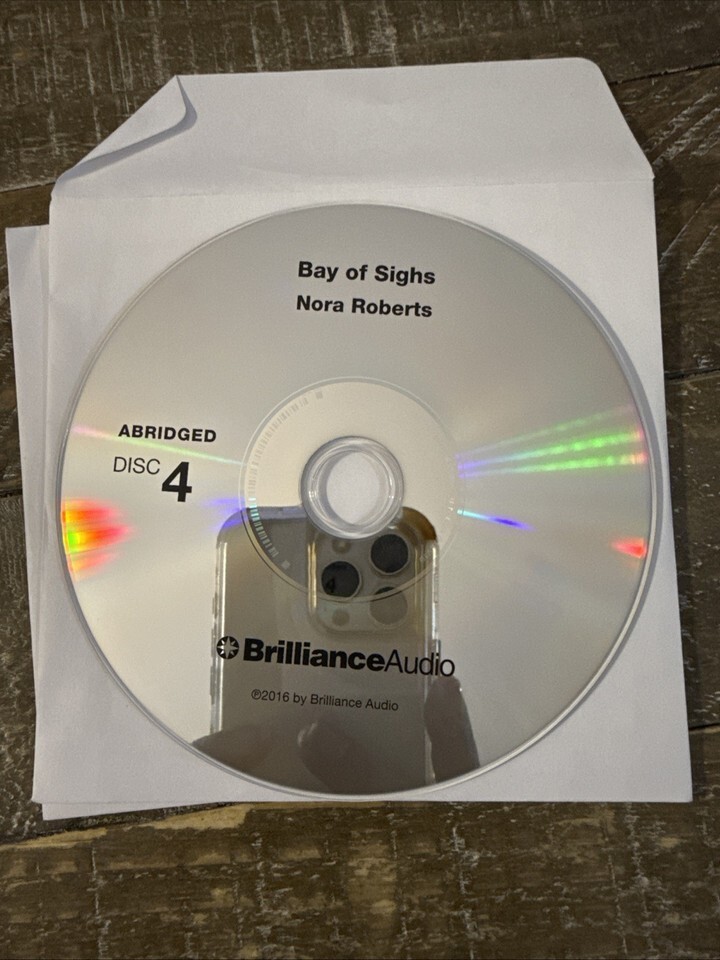 Bay of Sighs
Nora Roberts
ABRIDGED
DISC 4
BrillianceAudio
℗2016 by Brilliance Audio